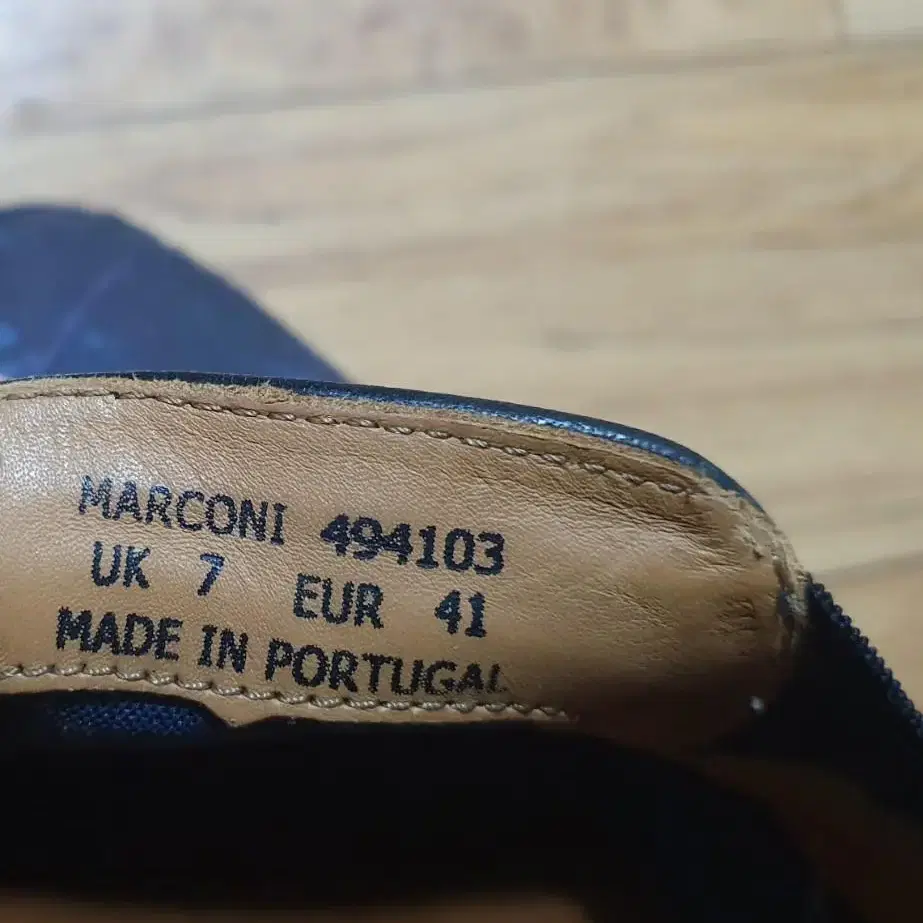 MARCONI 494103
UK 7 EUR 41
MADE IN PORTUGAL